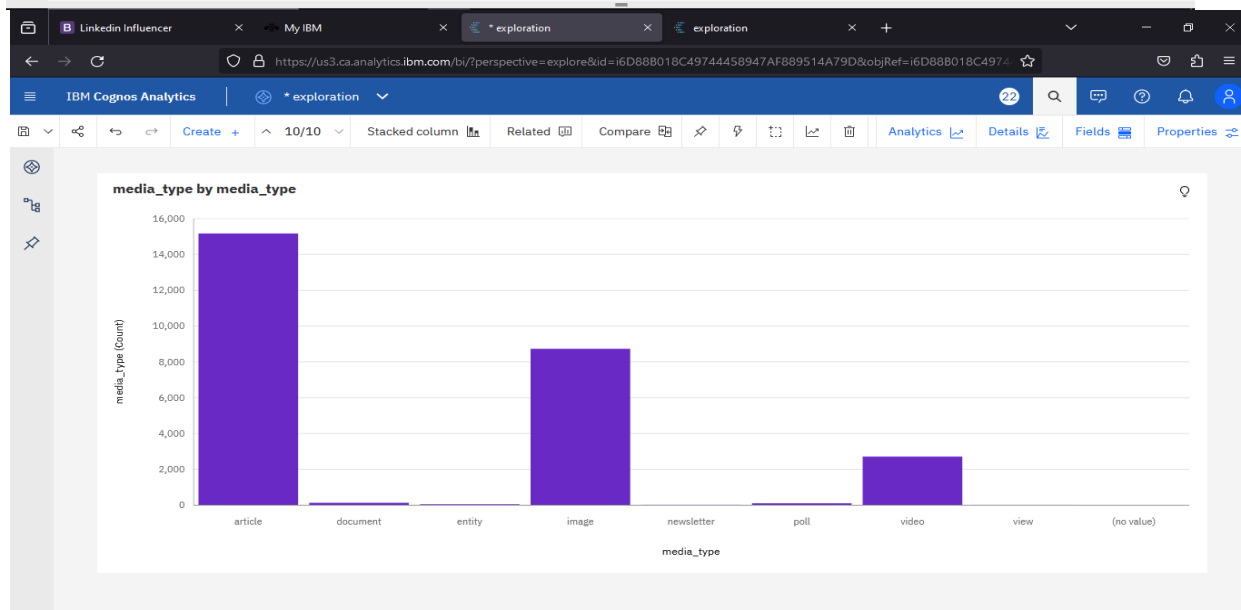 B Linkedin Influencer
My IBM
* exploration
exploration
https://us3.ca.analytics.ibm.com/bi/?perspective=explore&id=i6D88B018C49744458947AF889514A79D&objRef=i6D88B018C4974
IBM Cognos Analytics
* exploration
22
Create +
10/10
Stacked column
Related
Compare
Analytics
Details
Fields
Properties
media_type by media_type
16,000
14,000
12,000
10,000
8,000
6,000
4,000
2,000
0
media_type (Count)
article
document
entity
image
newsletter
poll
video
view
(no value)
media_type